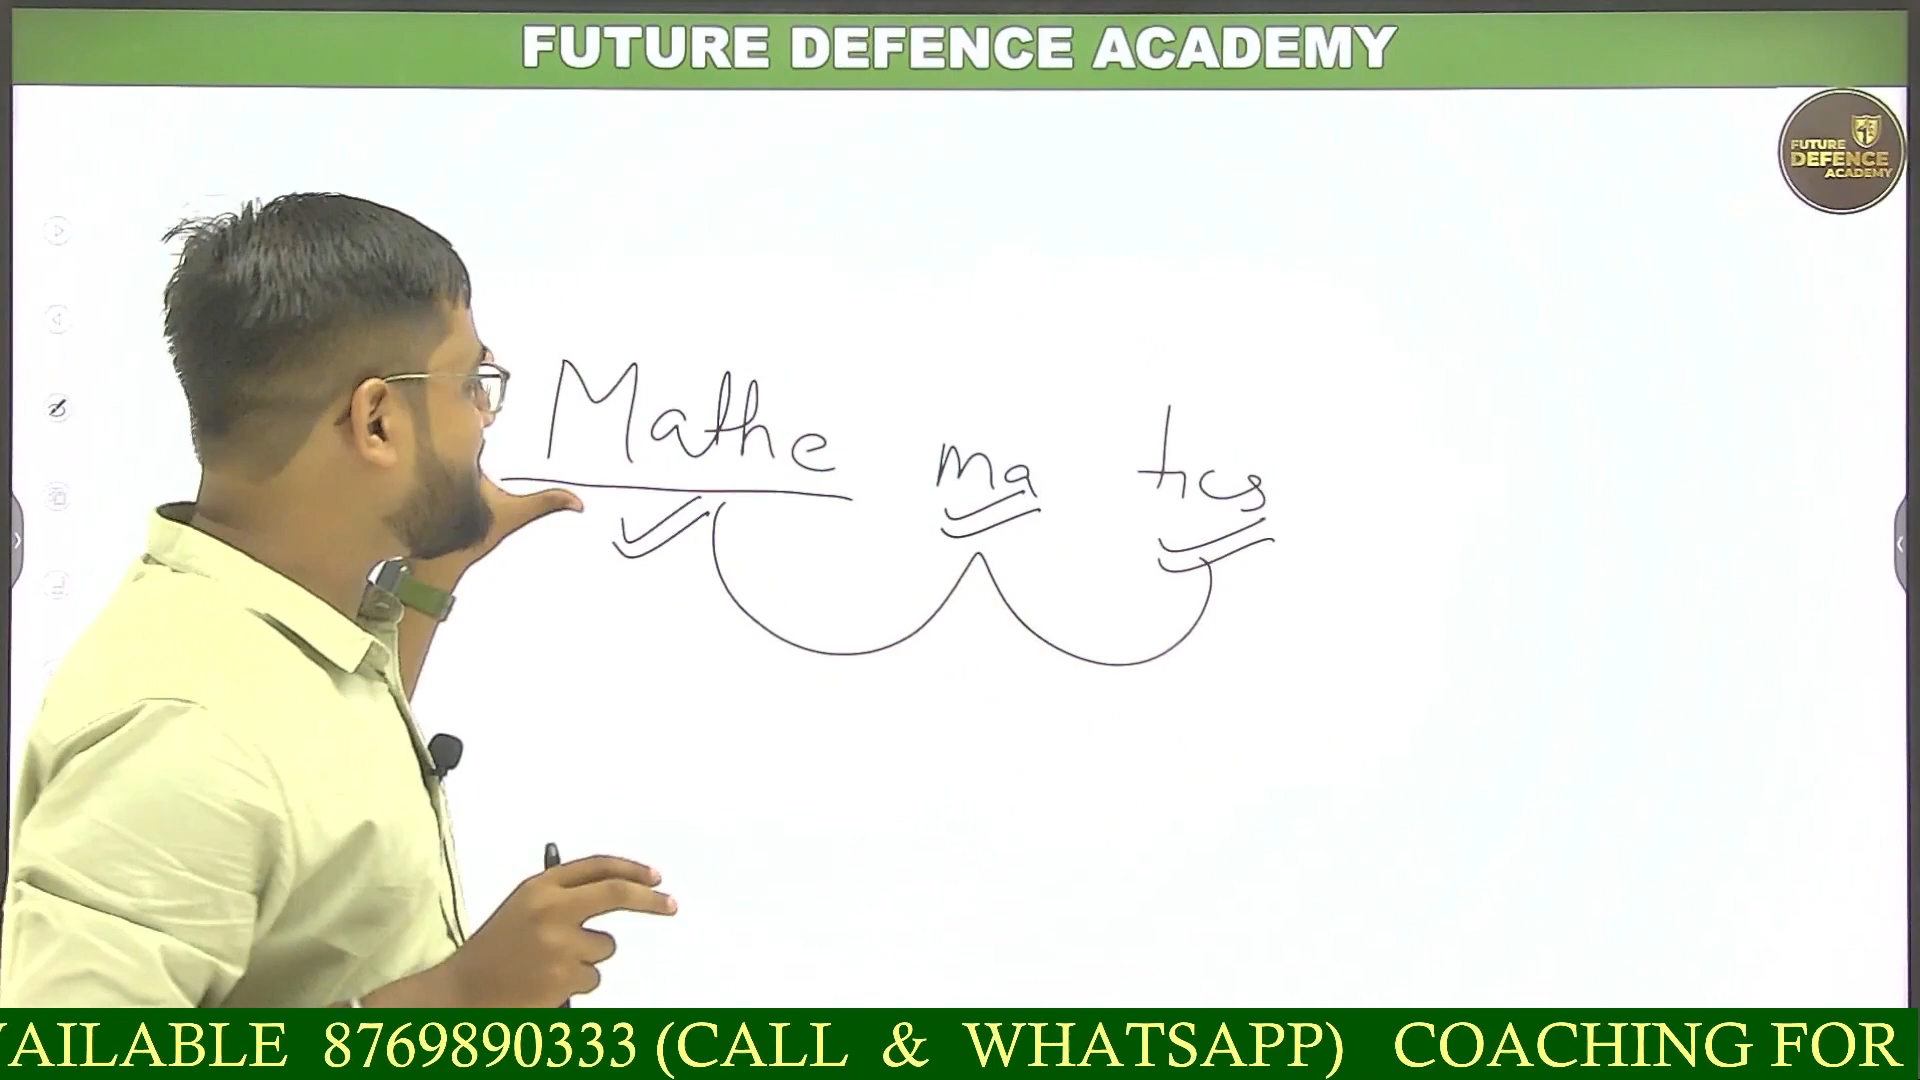 FUTURE DEFENCE ACADEMY
FUTURE
DEFENCE
ACADEMY
Mathe ma tics
AILABLE 8769890333 (CALL & WHATSAPP) COACHING FOR